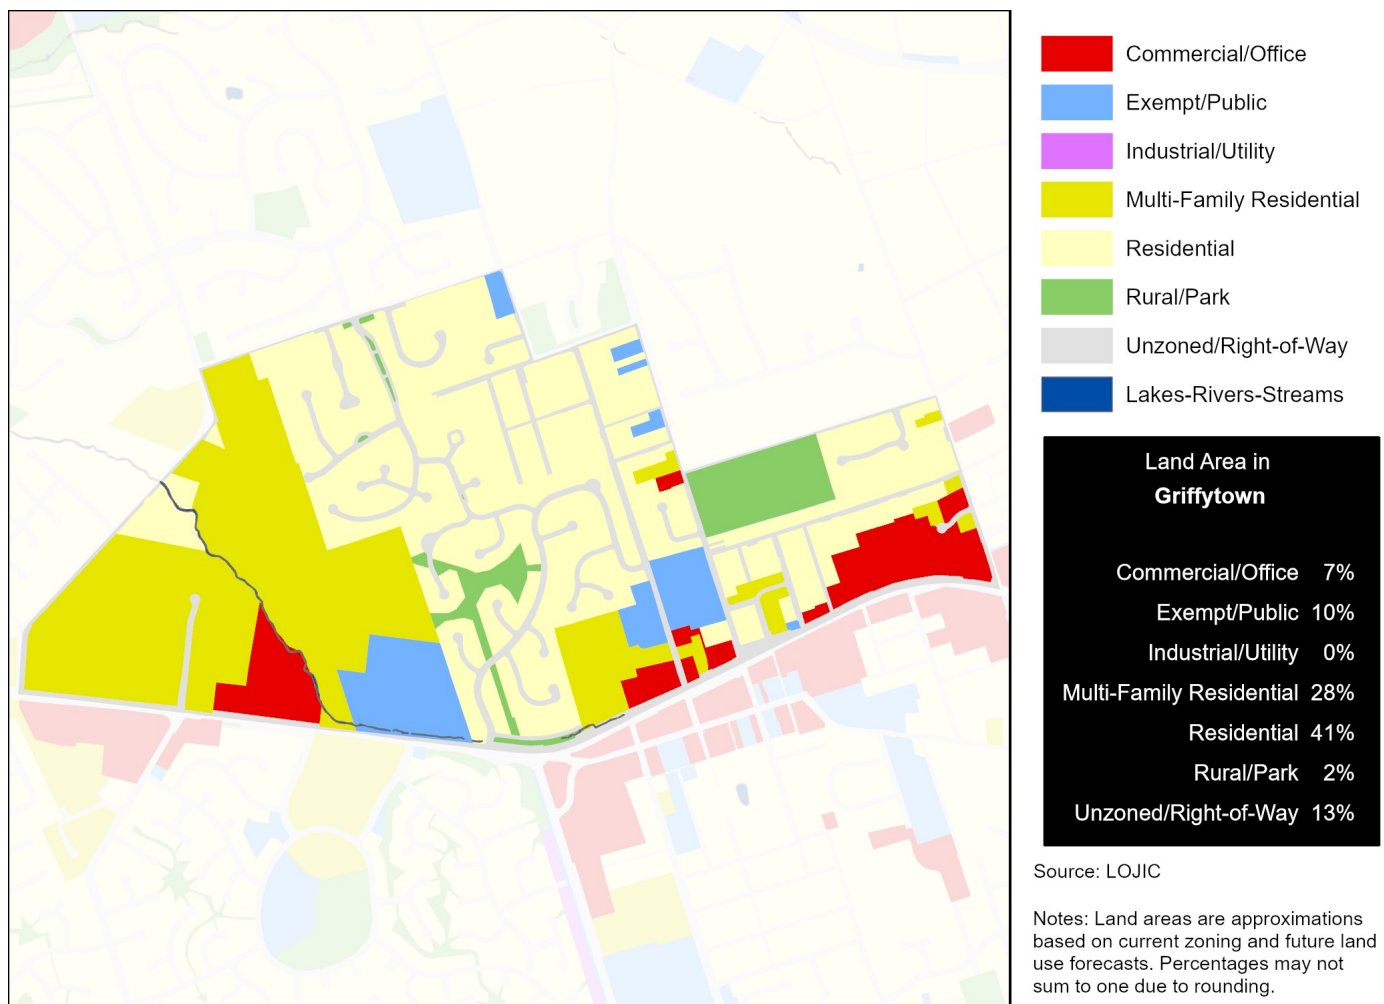 Commercial/Office
Exempt/Public
Industrial/Utility
Multi-Family Residential
Residential
Rural/Park
Unzoned/Right-of-Way
Lakes-Rivers-Streams
Land Area in
Griffytown
Commercial/Office 7%
Exempt/Public 10%
Industrial/Utility 0%
Multi-Family Residential 28%
Residential 41%
Rural/Park 2%
Unzoned/Right-of-Way 13%
Source: LOJIC
Notes: Land areas are approximations
based on current zoning and future land
use forecasts. Percentages may not
sum to one due to rounding.